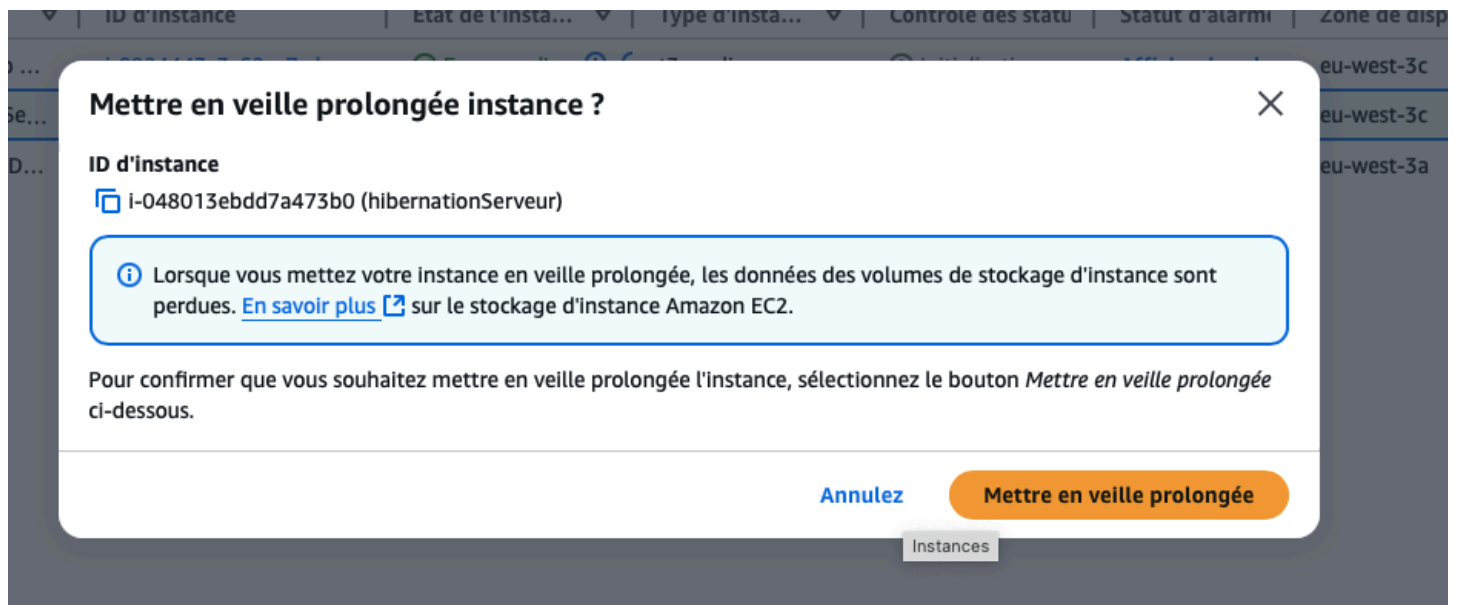 ID d'instance
État de l'insta...
Type d'insta...
Contrôle des statu
Statut d'alarme
Zone de disp
eu-west-3c
Se...
eu-west-3c
D...
eu-west-3a
Mettre en veille prolongée instance ?
ID d'instance
i-048013ebdd7a473b0 (hibernationServeur)
Lorsque vous mettez votre instance en veille prolongée, les données des volumes de stockage d'instance sont
perdues. En savoir plus sur le stockage d'instance Amazon EC2.
Pour confirmer que vous souhaitez mettre en veille prolongée l'instance, sélectionnez le bouton Mettre en veille prolongée
ci-dessous.
Annulez
Mettre en veille prolongée
Instances